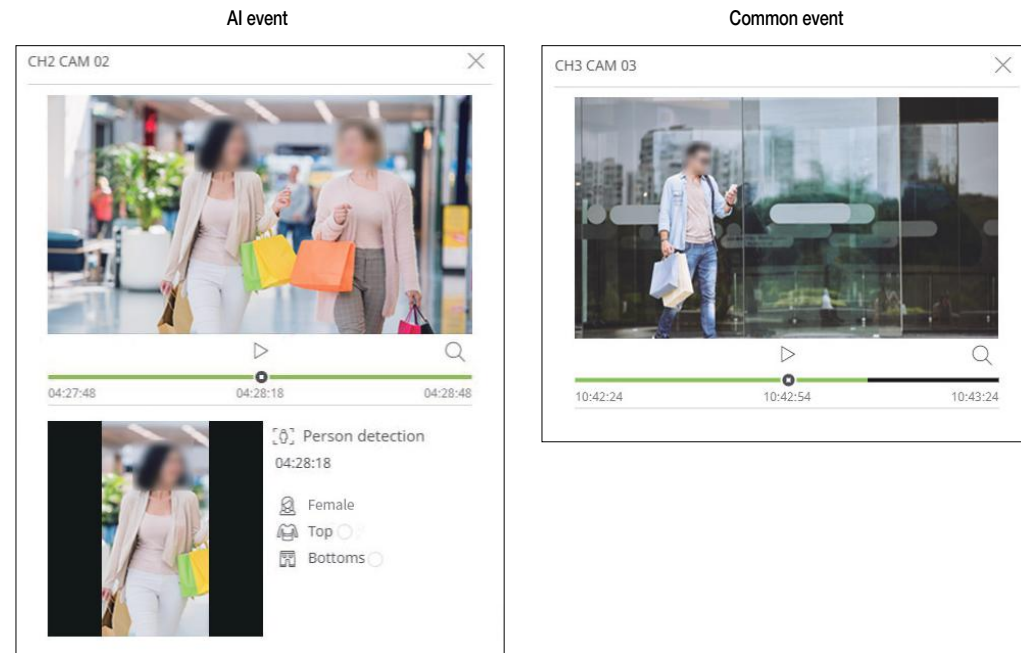 AI event
CH2 CAM 02
04:27:48 04:28:18 04:28:48
Person detection
04:28:18
Female
Top
Bottoms
Common event
CH3 CAM 03
10:42:24 10:42:54 10:43:24